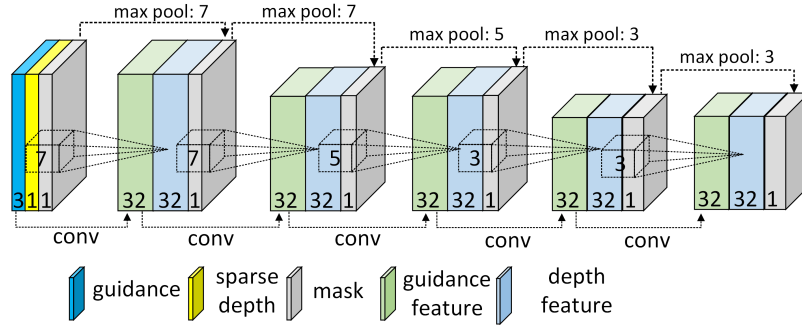 max pool: 7
max pool: 7
max pool: 5
max pool: 3
max pool: 3
7
7
5
3
3
3 1 1
32 32 1
32 32 1
32 32 1
32 32 1
32 32 1
conv
conv
conv
conv
conv
guidance
sparse
depth
mask
guidance
feature
depth
feature